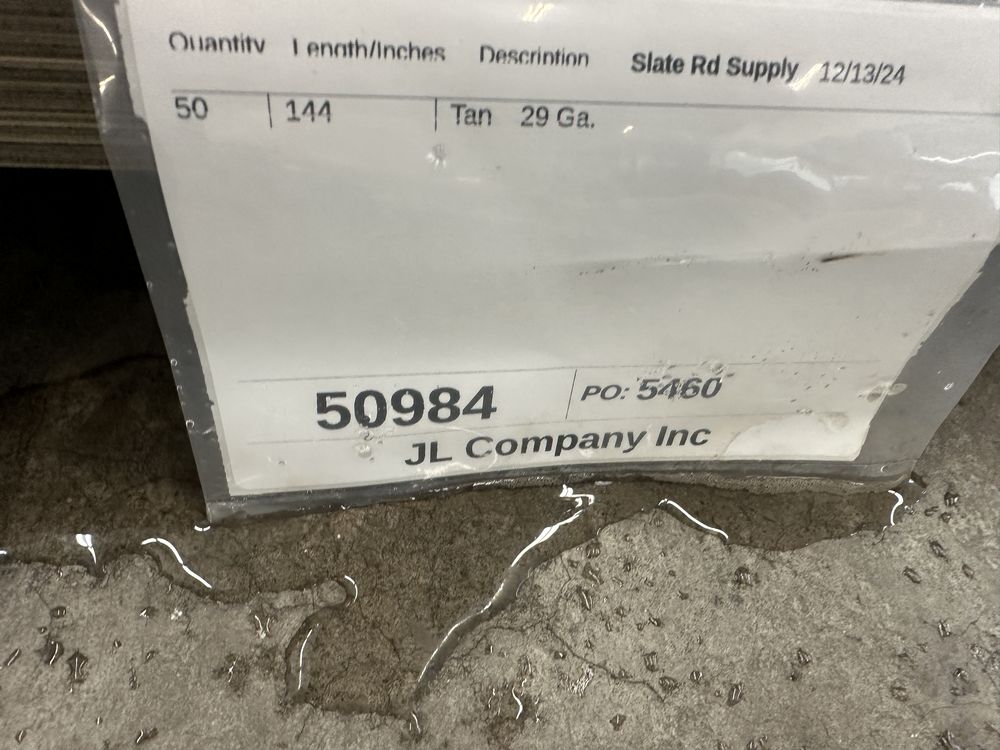 Quantity Length/Inches Description Slate Rd Supply 12/13/24
50 144 Tan 29 Ga.
50984 PO: 5460
JL Company Inc